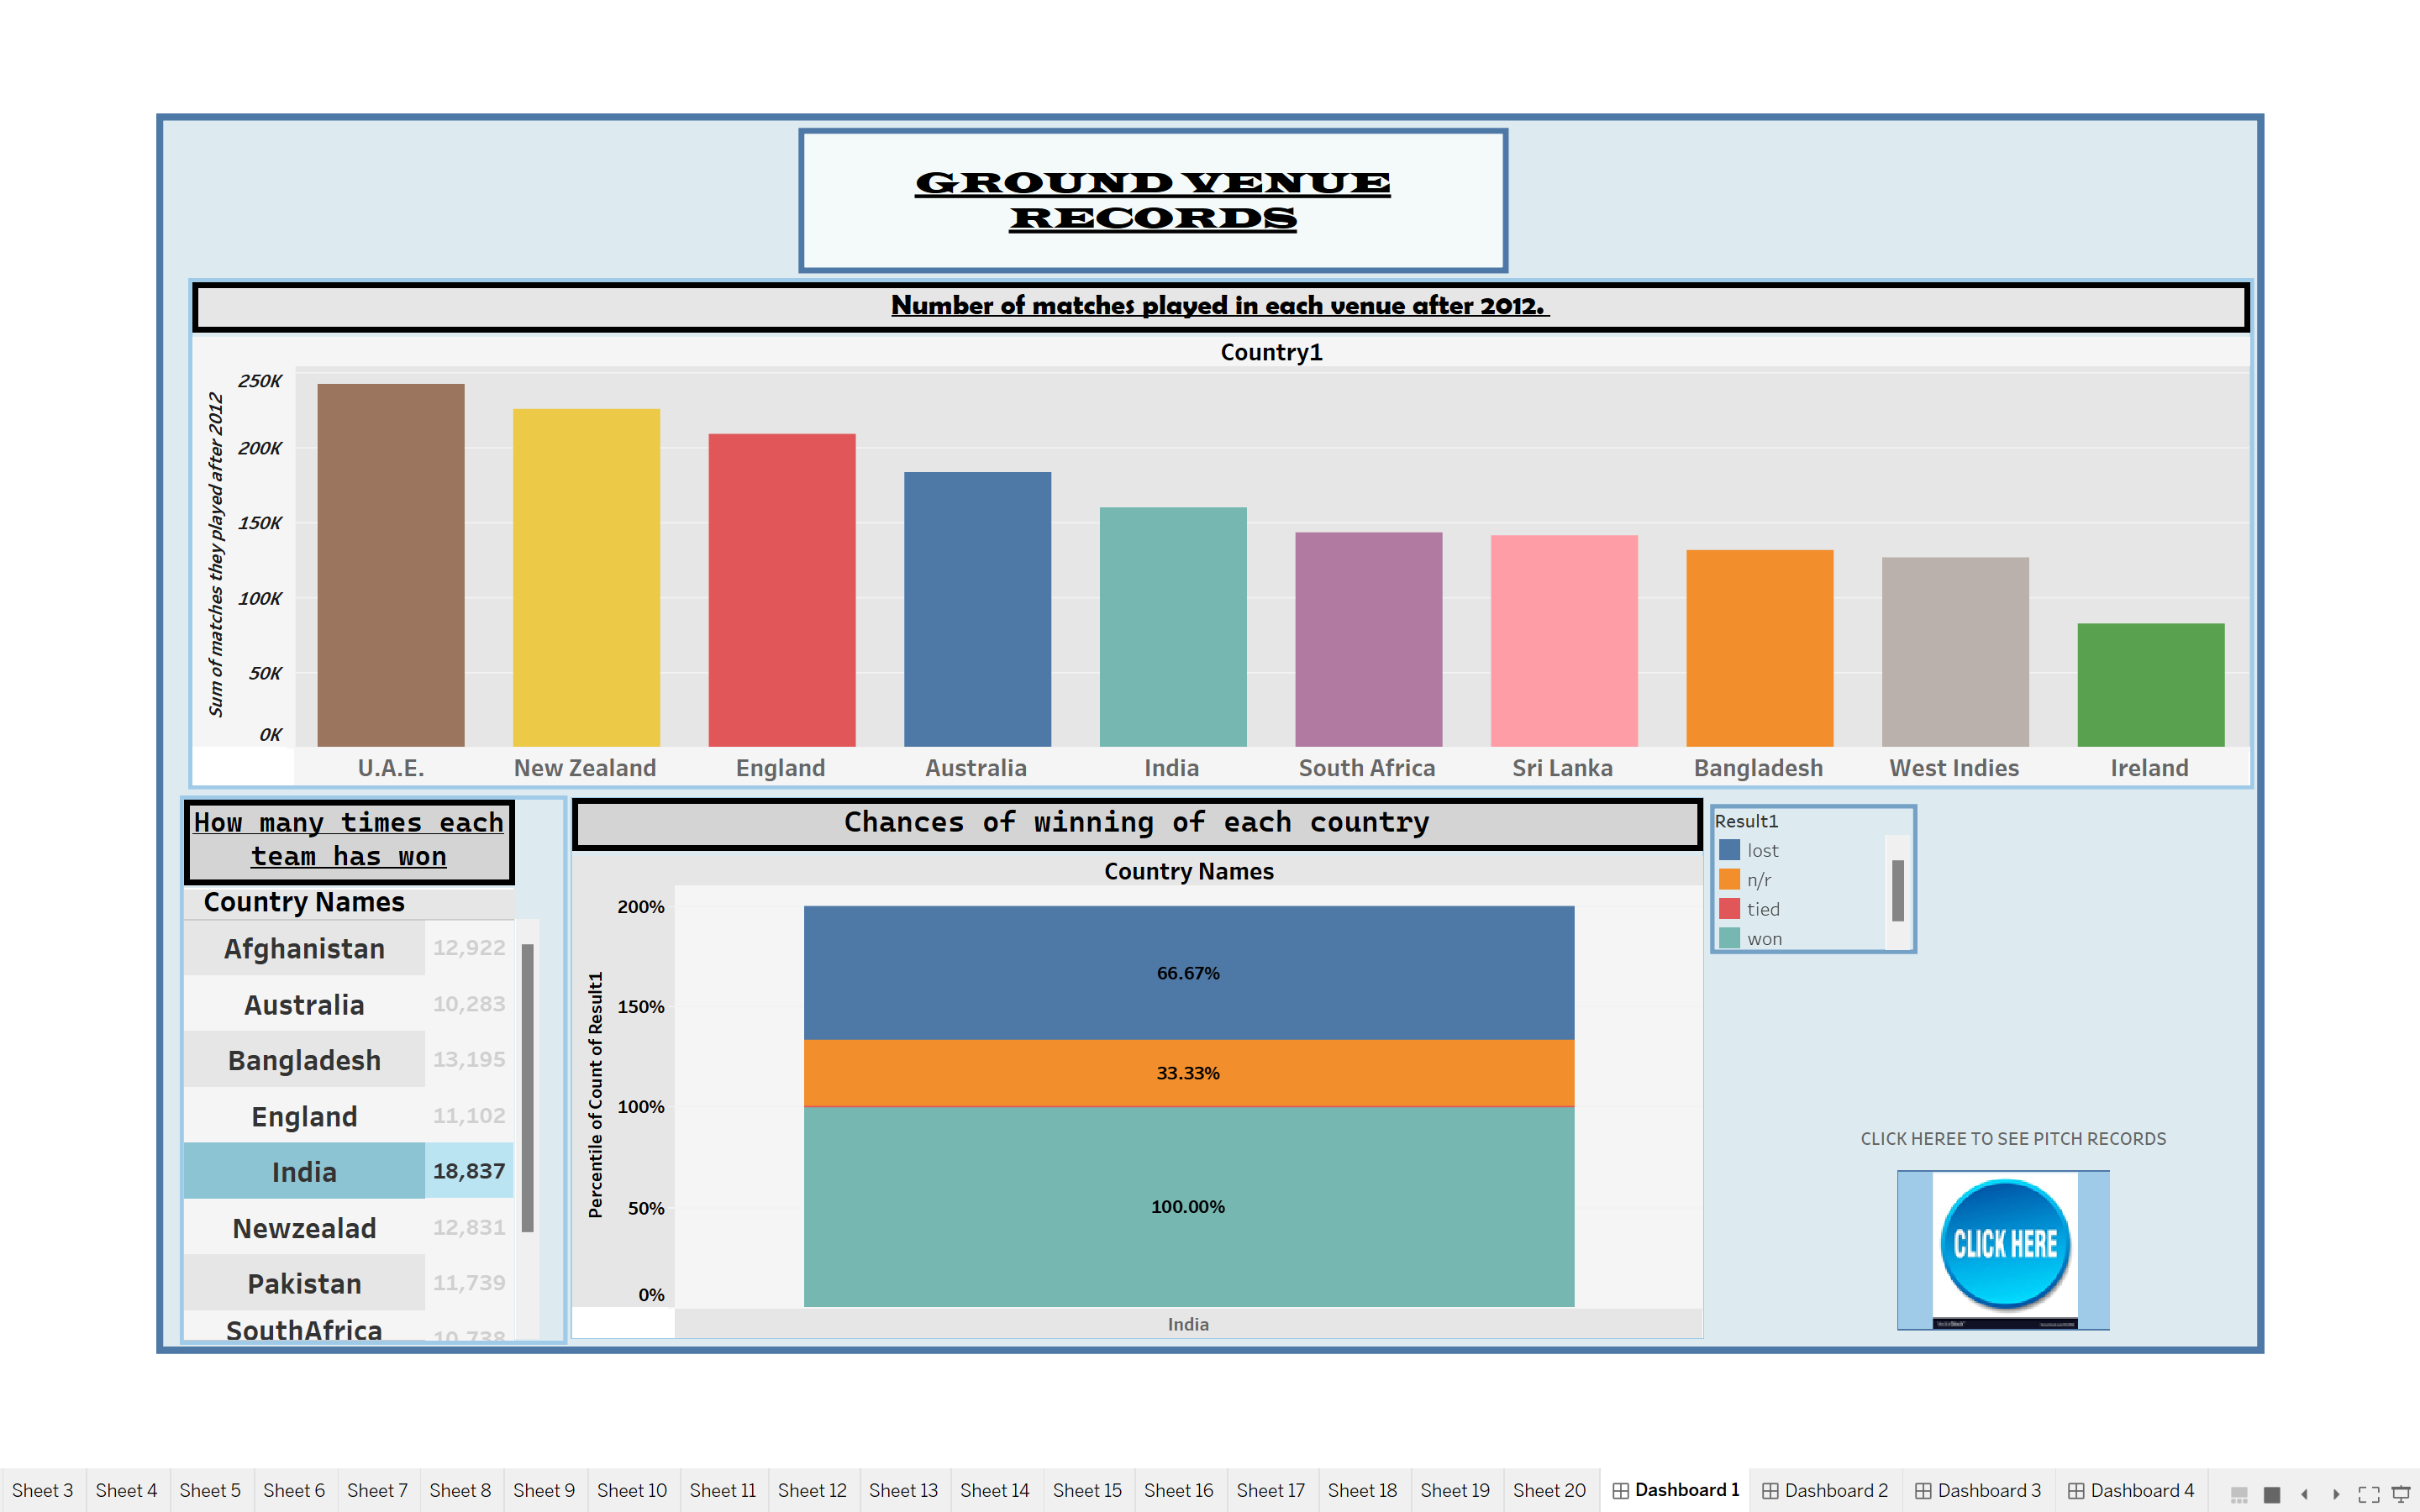 GROUND VENUE
RECORDS
Number of matches played in each venue after 2012.
Country1
Sum of matches they played after 2012
250K
200K
150K
100K
50K
0K
U.A.E. New Zealand England Australia India South Africa Sri Lanka Bangladesh West Indies Ireland
How many times each
team has won
Country Names
Afghanistan 12,922
Australia 10,283
Bangladesh 13,195
England 11,102
India 18,837
Newzealad 12,831
Pakistan 11,739
SouthAfrica 10,738
Chances of winning of each country
Country Names
Percentile of Count of Result1
200%
150%
100%
50%
0%
66.67%
33.33%
100.00%
India
Result1
lost
n/r
tied
won
CLICK HEREE TO SEE PITCH RECORDS
CLICK HERE
Sheet 3 Sheet 4 Sheet 5 Sheet 6 Sheet 7 Sheet 8 Sheet 9 Sheet 10 Sheet 11 Sheet 12 Sheet 13 Sheet 14 Sheet 15 Sheet 16 Sheet 17 Sheet 18 Sheet 19 Sheet 20 Dashboard 1 Dashboard 2 Dashboard 3 Dashboard 4